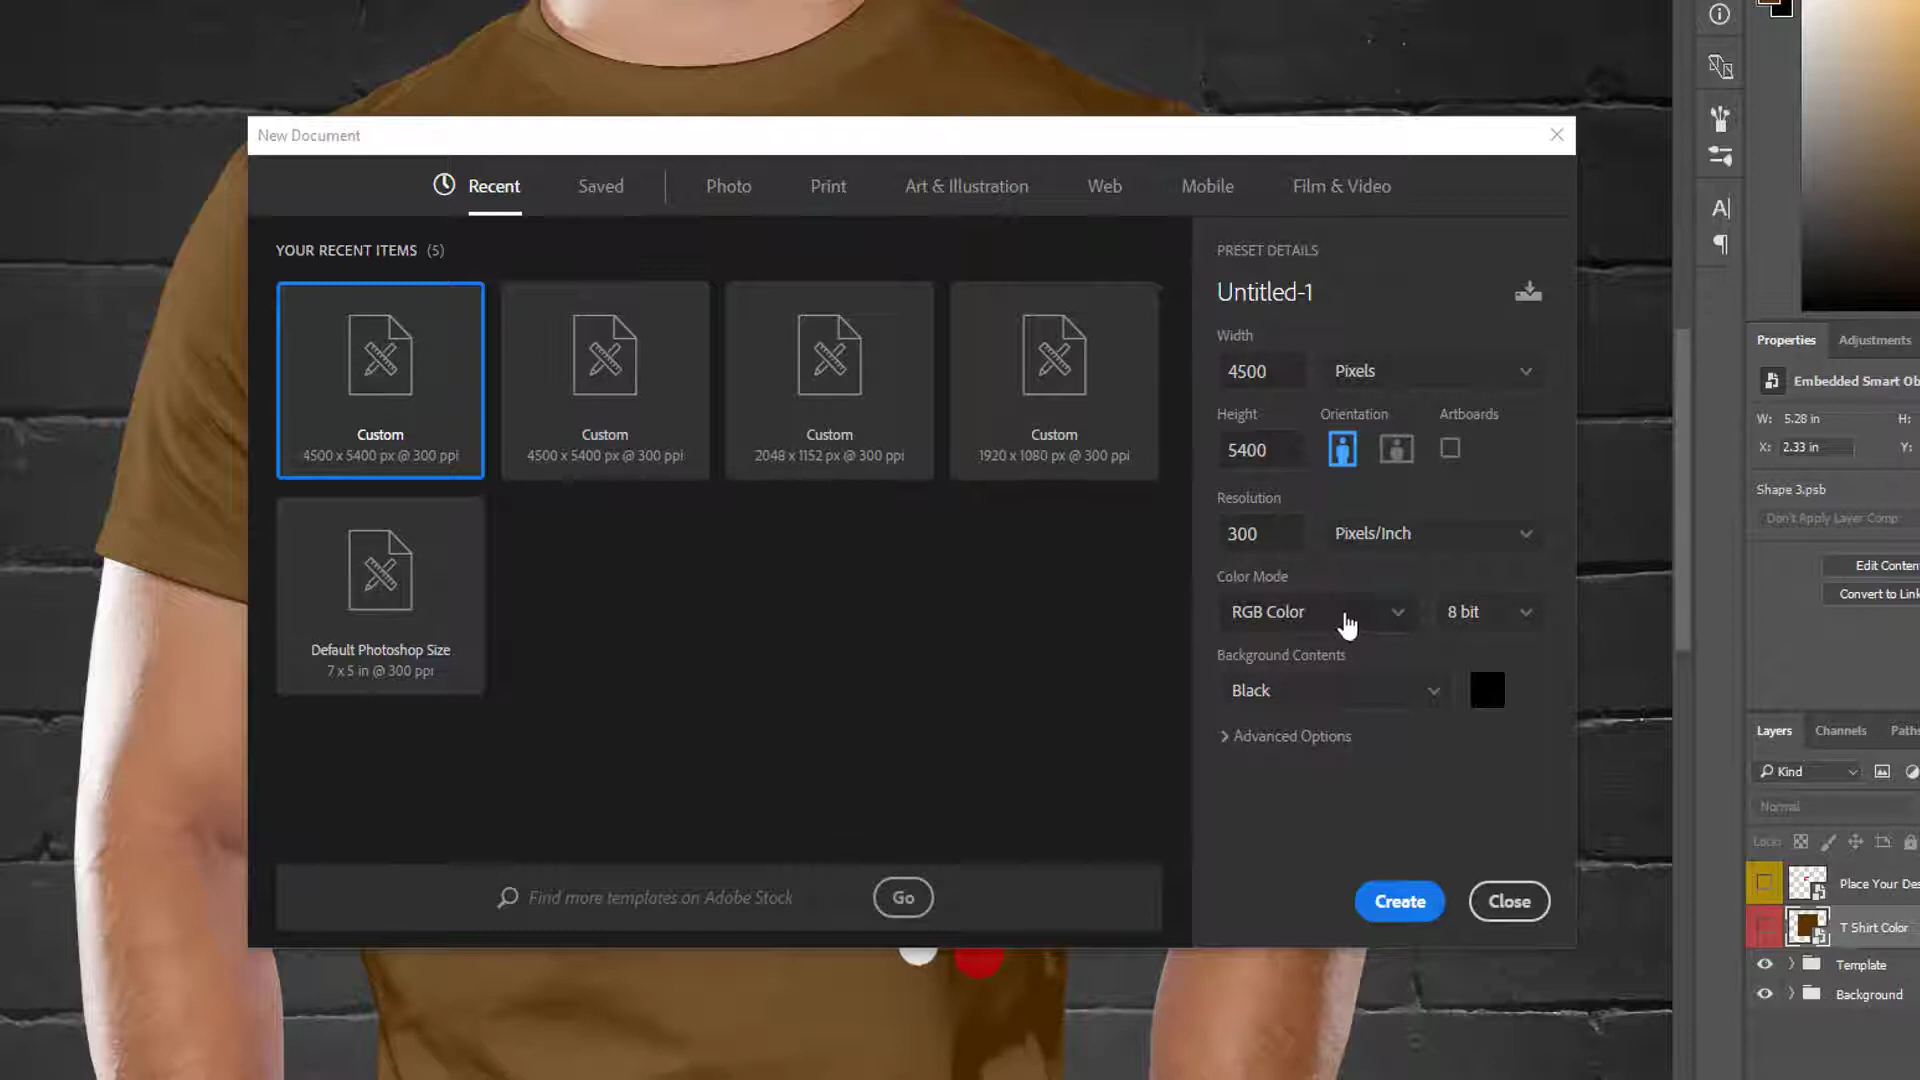 New Document
Recent
Saved
Photo
Print
Art & Illustration
Web
Mobile
Film & Video
YOUR RECENT ITEMS (5)
Custom
4500 x 5400 px @ 300 ppi
Custom
4500 x 5400 px @ 300 ppi
Custom
2048 x 1152 px @ 300 ppi
Custom
1920 x 1080 px @ 300 ppi
Default Photoshop Size
7 x 5 in @ 300 ppi
Find more templates on Adobe Stock
Go
PRESET DETAILS
Untitled-1
Width
4500
Pixels
Height
Orientation
Artboards
5400
Resolution
300
Pixels/Inch
Color Mode
RGB Color
8 bit
Background Contents
Black
Advanced Options
Create
Close
Properties
Adjustments
Embedded Smart Ob
W: 5.28 in
H:
X: 2.33 in
Y:
Shape 3.psb
Don't Apply Layer Comp
Edit Conten
Convert to Link
Layers
Channels
Paths
Kind
Normal
Lock:
Place Your Des
T Shirt Color
Template
Background